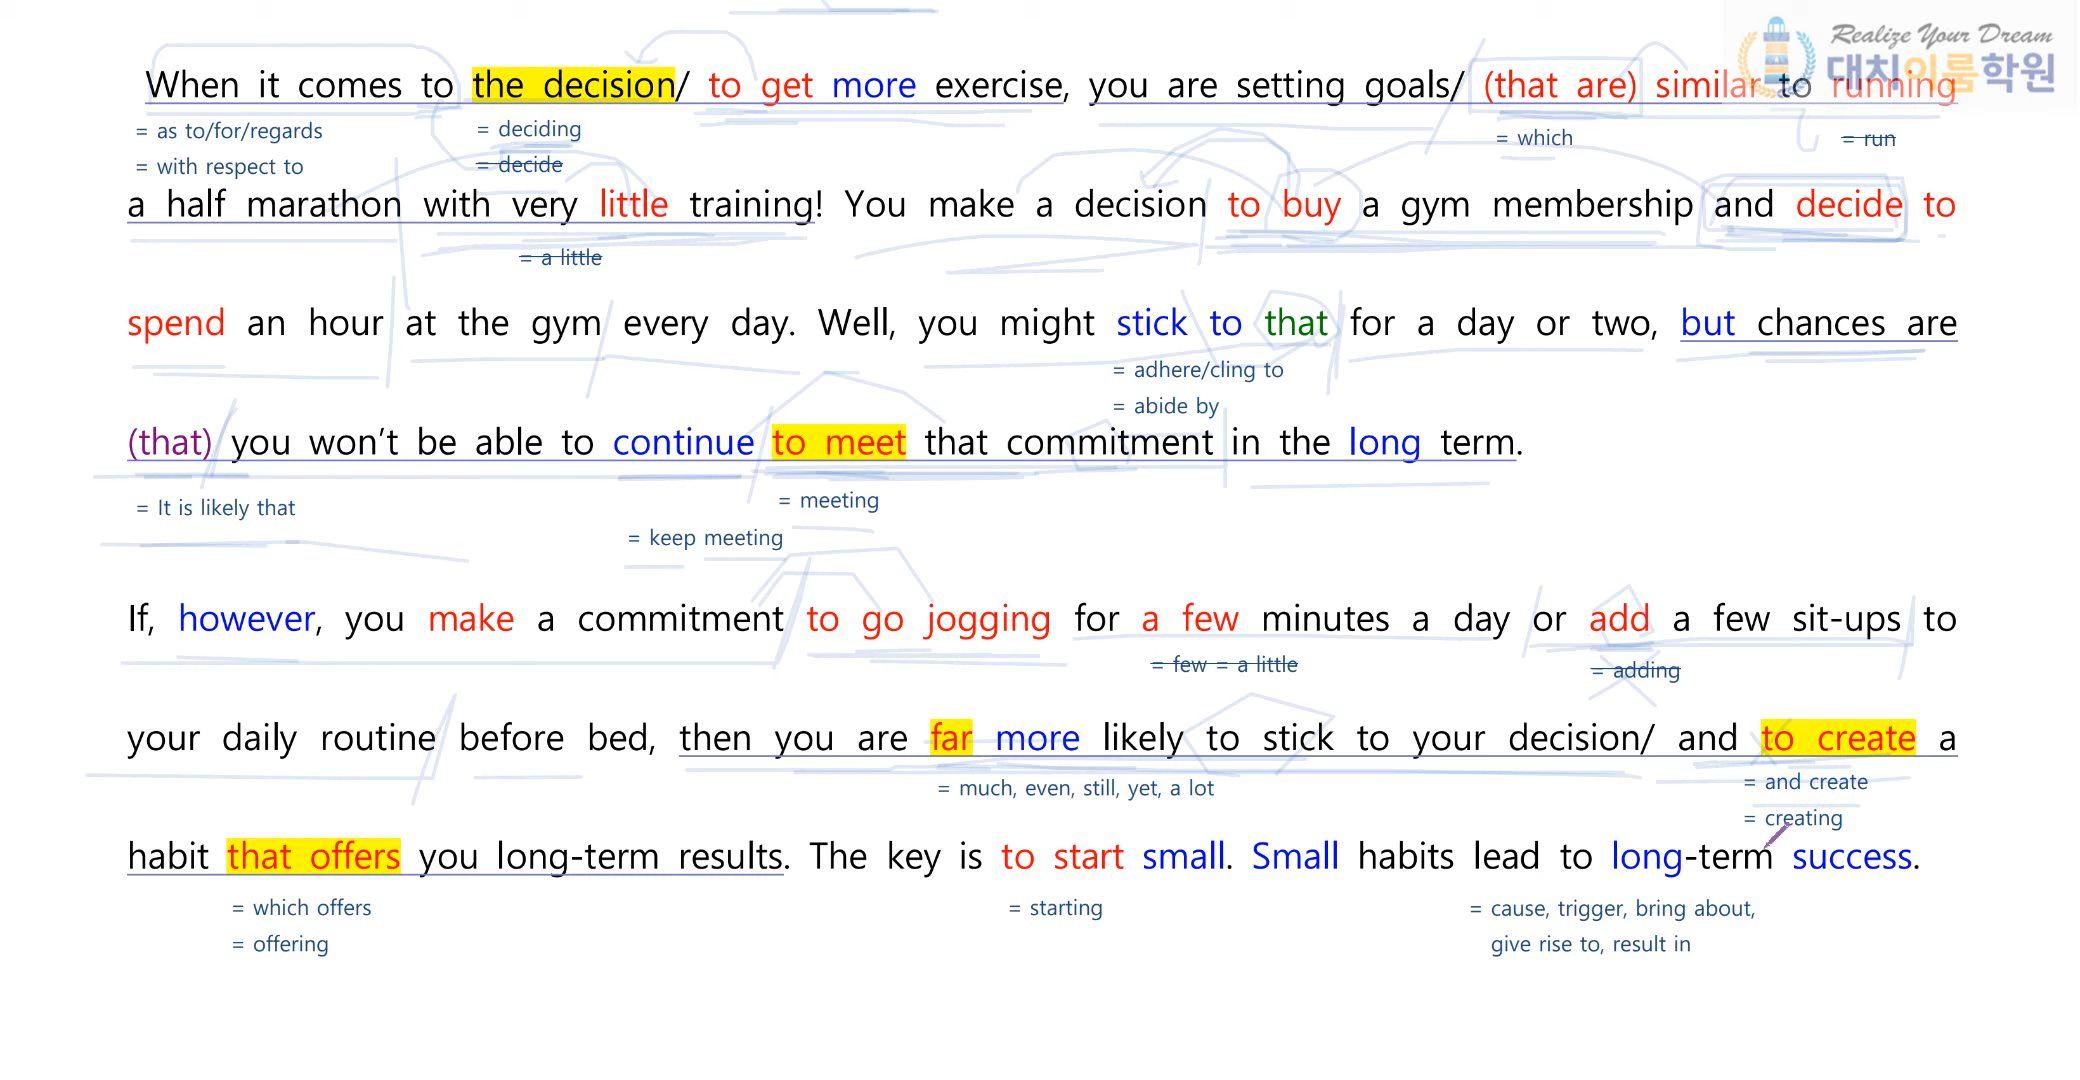 Realize Your Dream
대치이룸학원
When it comes to the decision/ to get more exercise, you are setting goals/ (that are) similar to running
= as to/for/regards = deciding = which = run
= with respect to = decide
a half marathon with very little training! You make a decision to buy a gym membership and decide to
= a little
spend an hour at the gym every day. Well, you might stick to that for a day or two, but chances are
= adhere/cling to
= abide by
(that) you won't be able to continue to meet that commitment in the long term.
= It is likely that = meeting
= keep meeting
If, however, you make a commitment to go jogging for a few minutes a day or add a few sit-ups to
= few = a little = adding
your daily routine before bed, then you are far more likely to stick to your decision/ and to create a
= much, even, still, yet, a lot = and create
= creating
habit that offers you long-term results. The key is to start small. Small habits lead to long-term success.
= which offers = starting = cause, trigger, bring about,
= offering give rise to, result in